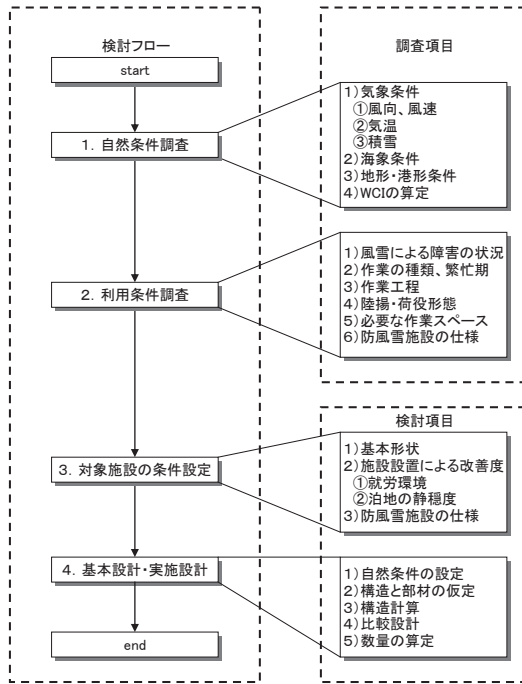 検討フロー
start
1. 自然条件調査
2. 利用条件調査
3. 対象施設の条件設定
4. 基本設計・実施設計
end
調査項目
1)気象条件
①風向、風速
②気温
③積雪
2)海象条件
3)地形・港形条件
4)WCIの算定
1)風雪による障害の状況
2)作業の種類、繁忙期
3)作業工程
4)陸揚・荷役形態
5)必要な作業スペース
6)防風雪施設の仕様
検討項目
1)基本形状
2)施設設置による改善度
①就労環境
②泊地の静穏度
3)防風雪施設の仕様
1)自然条件の設定
2)構造と部材の仮定
3)構造計算
4)比較設計
5)数量の算定